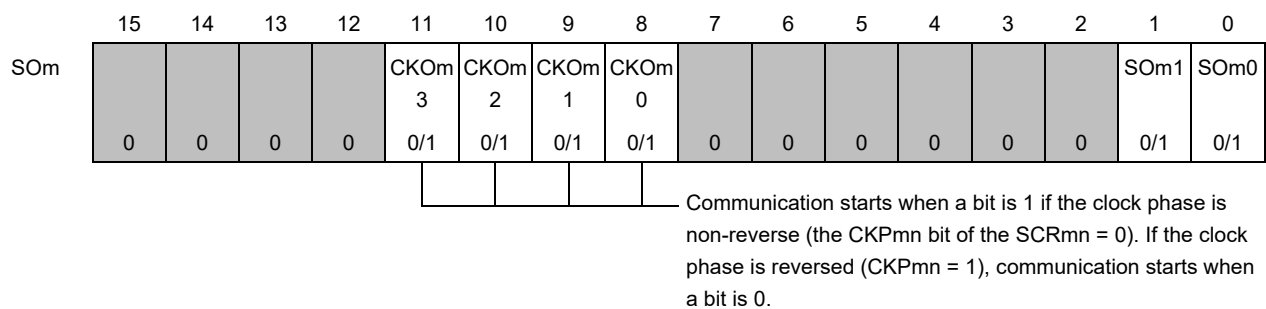 15 14 13 12 11 10 9 8 7 6 5 4 3 2 1 0
SOm CKOm CKOm CKOm CKOm SOm1 SOm0
3 2 1 0
0 0 0 0 0/1 0/1 0/1 0/1 0 0 0 0 0 0 0/1 0/1
Communication starts when a bit is 1 if the clock phase is
non-reverse (the CKPmn bit of the SCRmn = 0). If the clock
phase is reversed (CKPmn = 1), communication starts when
a bit is 0.